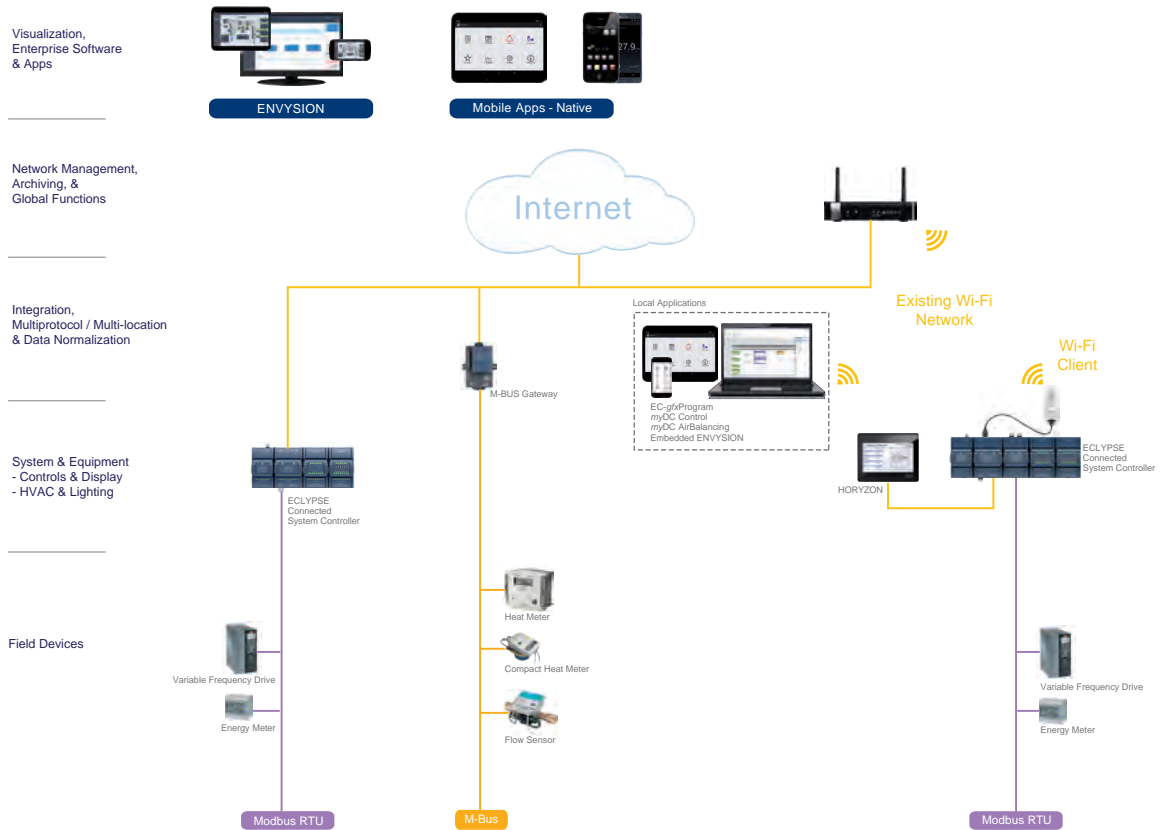 Visualization,
Enterprise Software
& Apps
ENVYSION
Mobile Apps - Native
Network Management,
Archiving, &
Global Functions
Internet
Integration,
Multiprotocol / Multi-location
& Data Normalization
Local Applications
Existing Wi-Fi
Network
Wi-Fi
Client
M-BUS Gateway
EC-gfxProgram
myDC Control
myDC AirBalancing
Embedded ENVYSION
System & Equipment
- Controls & Display
- HVAC & Lighting
ECLYPSE
Connected
System Controller
HORYZON
ECLYPSE
Connected
System Controller
Field Devices
Heat Meter
Compact Heat Meter
Flow Sensor
Variable Frequency Drive
Energy Meter
Variable Frequency Drive
Energy Meter
Modbus RTU
M-Bus
Modbus RTU
27.9